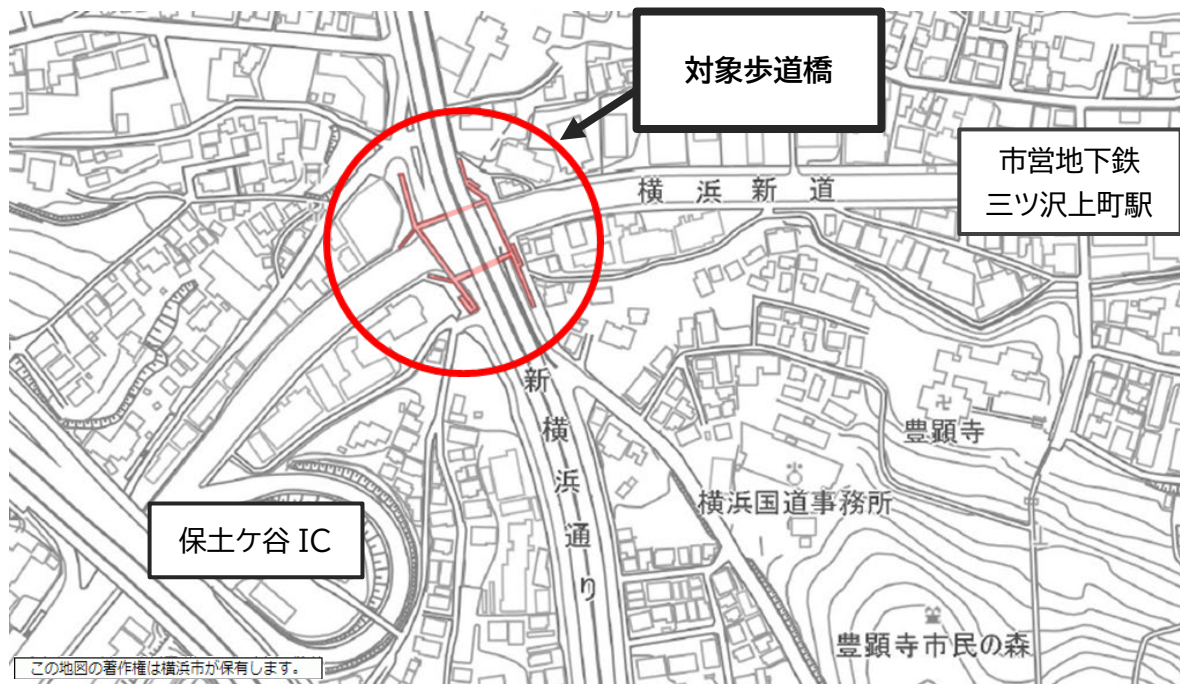 対象歩道橋
市営地下鉄
三ツ沢上町駅
横浜新道
新横浜通り
豊顕寺
横浜国道事務所
保土ケ谷 IC
豊顕寺市民の森
この地図の著作権は横浜市が保有します。